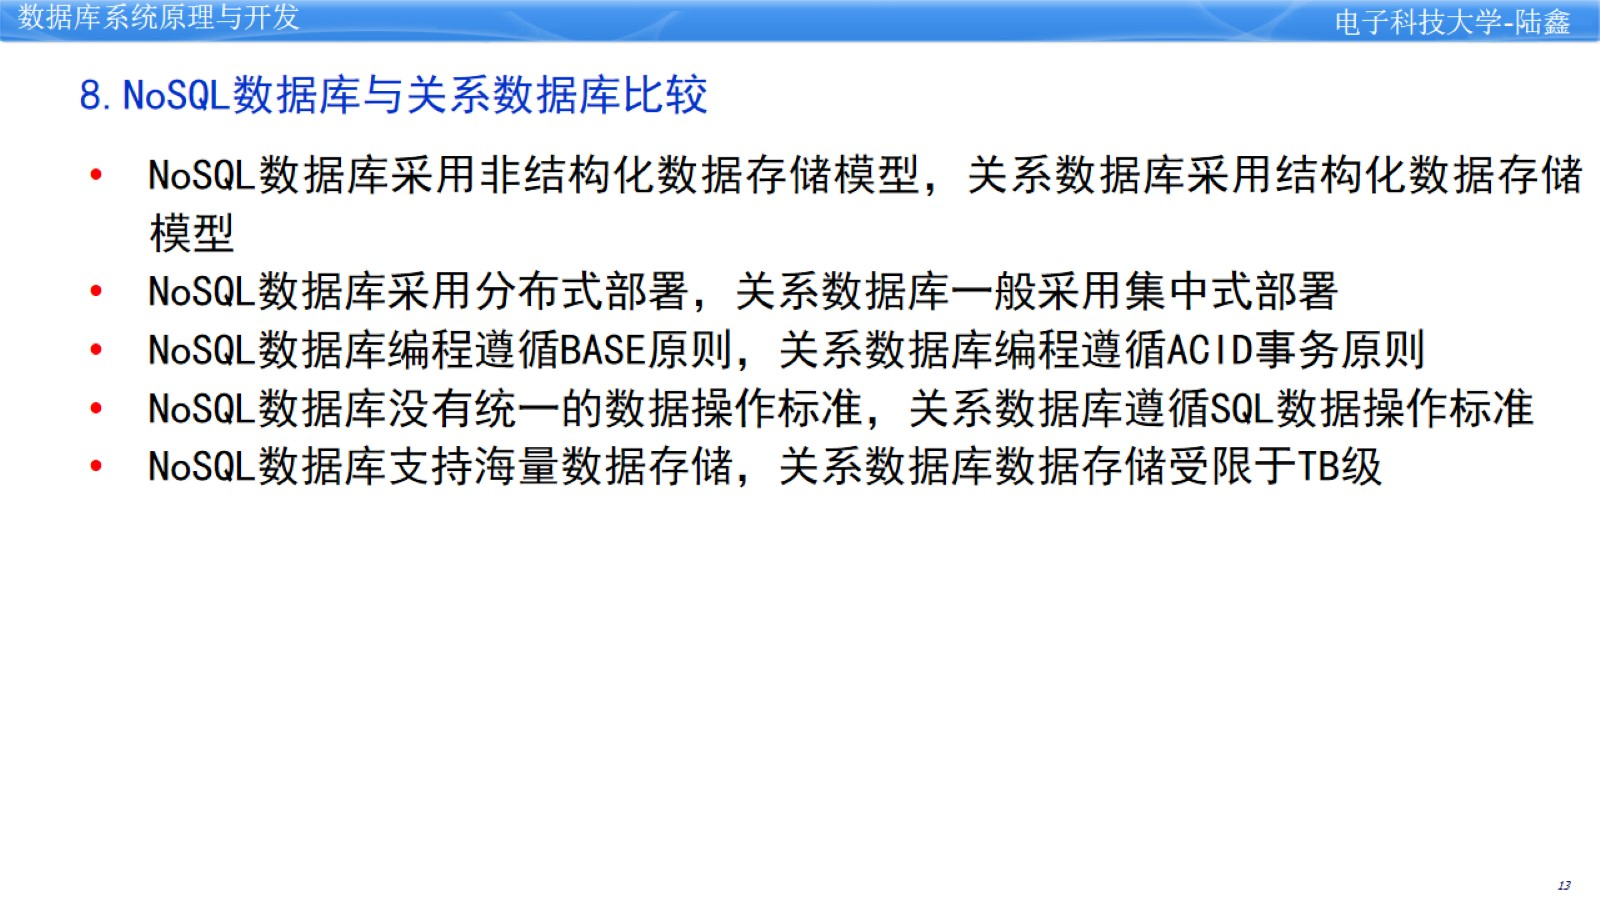 数据库系统原理与开发
电子科技大学-陆鑫
8.NoSQL数据库与关系数据库比较
• NoSQL数据库采用非结构化数据存储模型，关系数据库采用结构化数据存储
模型
• NoSQL数据库采用分布式部署，关系数据库一般采用集中式部署
• NoSQL数据库编程遵循BASE原则，关系数据库编程遵循ACID事务原则
• NoSQL数据库没有统一的数据操作标准，关系数据库遵循SQL数据操作标准
• NoSQL数据库支持海量数据存储，关系数据库数据存储受限于TB级
13